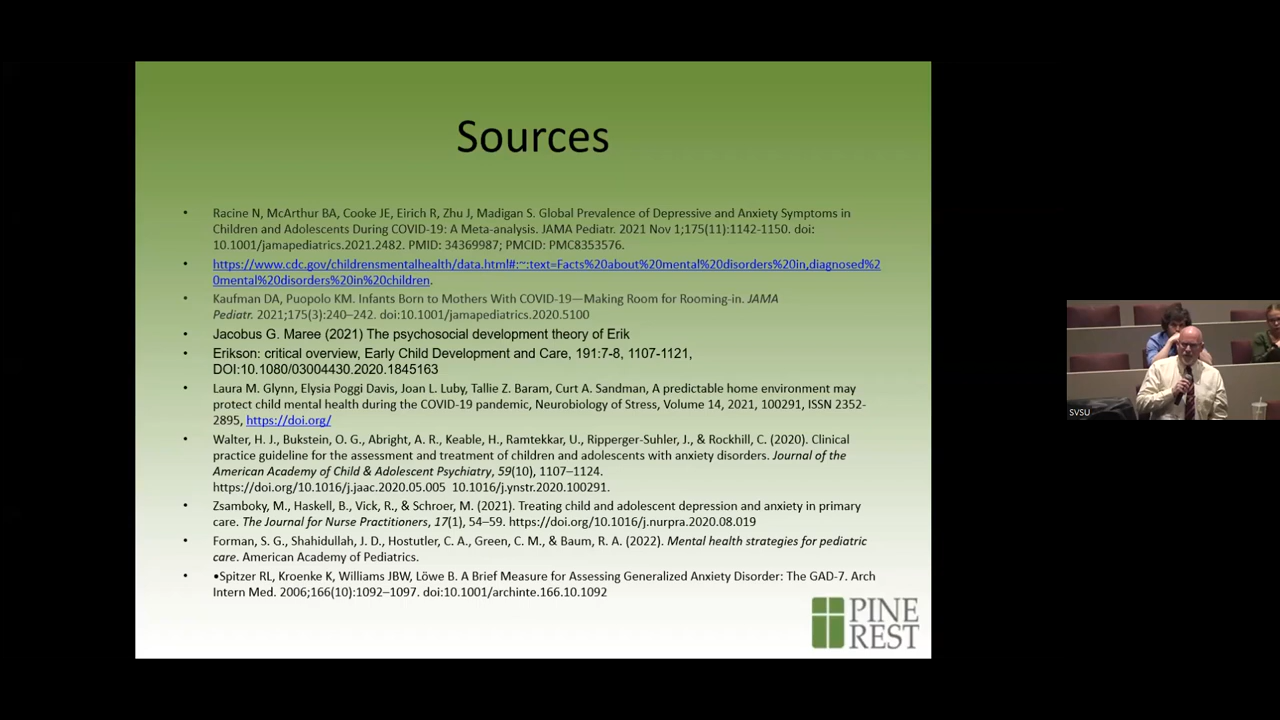 Sources
• Racine N, McArthur BA, Cooke JE, Eirich R, Zhu J, Madigan S. Global Prevalence of Depressive and Anxiety Symptoms in
Children and Adolescents During COVID-19: A Meta-analysis. JAMA Pediatr. 2021 Nov 1;175(11):1142-1150. doi:
10.1001/jamapediatrics.2021.2482. PMID: 34369987; PMCID: PMC8353576.
• https://www.cdc.gov/childrensmentalhealth/data.html#:~:text=Facts%20about%20mental%20disorders%20in,diagnosed%2
0mental%20disorders%20in%20children.
• Kaufman DA, Puopolo KM. Infants Born to Mothers With COVID-19—Making Room for Rooming-in. JAMA
Pediatr. 2021;175(3):240–242. doi:10.1001/jamapediatrics.2020.5100
• Jacobus G. Maree (2021) The psychosocial development theory of Erik
• Erikson: critical overview, Early Child Development and Care, 191:7-8, 1107-1121,
DOI:10.1080/03004430.2020.1845163
• Laura M. Glynn, Elysia Poggi Davis, Joan L. Luby, Tallie Z. Baram, Curt A. Sandman, A predictable home environment may
protect child mental health during the COVID-19 pandemic, Neurobiology of Stress, Volume 14, 2021, 100291, ISSN 2352-
2895, https://doi.org/
• Walter, H. J., Bukstein, O. G., Abright, A. R., Keable, H., Ramtekkar, U., Ripperger-Suhler, J., & Rockhill, C. (2020). Clinical
practice guideline for the assessment and treatment of children and adolescents with anxiety disorders. Journal of the
American Academy of Child & Adolescent Psychiatry, 59(10), 1107–1124.
https://doi.org/10.1016/j.jaac.2020.05.005 10.1016/j.ynstr.2020.100291.
• Zsamboky, M., Haskell, B., Vick, R., & Schroer, M. (2021). Treating child and adolescent depression and anxiety in primary
care. The Journal for Nurse Practitioners, 17(1), 54–59. https://doi.org/10.1016/j.nurpra.2020.08.019
• Forman, S. G., Shahidullah, J. D., Hostutler, C. A., Green, C. M., & Baum, R. A. (2022). Mental health strategies for pediatric
care. American Academy of Pediatrics.
• •Spitzer RL, Kroenke K, Williams JBW, Löwe B. A Brief Measure for Assessing Generalized Anxiety Disorder: The GAD-7. Arch
Intern Med. 2006;166(10):1092–1097. doi:10.1001/archinte.166.10.1092
PINE
REST
SVSU